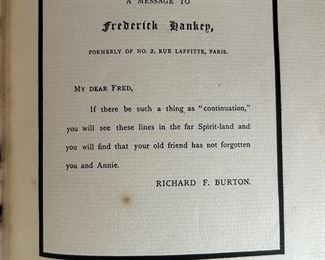 A MESSAGE TO
Frederick Hankey,
FORMERLY OF NO. 2, RUE LAFFITTE, PARIS.
MY DEAR FRED,
If there be such a thing as "continuation,"
you will see these lines in the far Spirit-land and
you will find that your old friend has not forgotten
you and Annie.
RICHARD F. BURTON.